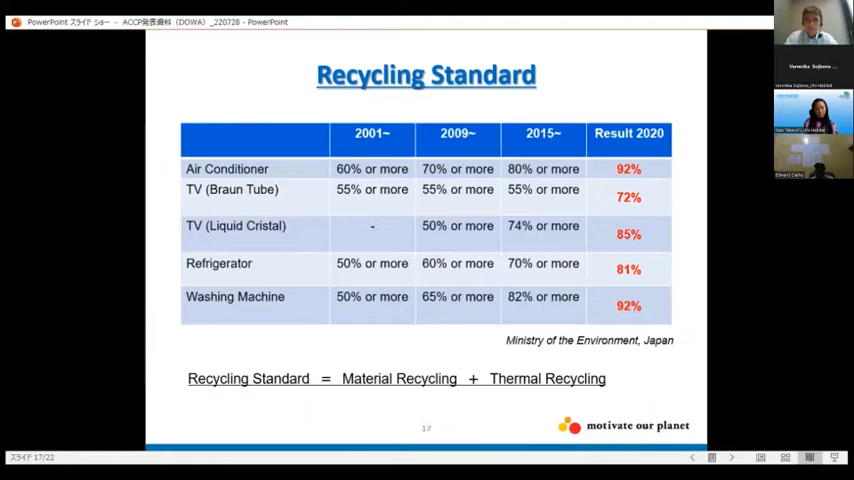 PowerPoint スライド ショー - ACCP発表資料（DOWA）_220728 - PowerPoint
Recycling Standard
2001~ 2009~ 2015~ Result 2020
Air Conditioner 60% or more 70% or more 80% or more 92%
TV (Braun Tube) 55% or more 55% or more 55% or more 72%
TV (Liquid Cristal) - 50% or more 74% or more 85%
Refrigerator 50% or more 60% or more 70% or more 81%
Washing Machine 50% or more 65% or more 82% or more 92%
Ministry of the Environment, Japan
Recycling Standard = Material Recycling + Thermal Recycling
17
motivate our planet
スライド 17/22
Edward Clarke